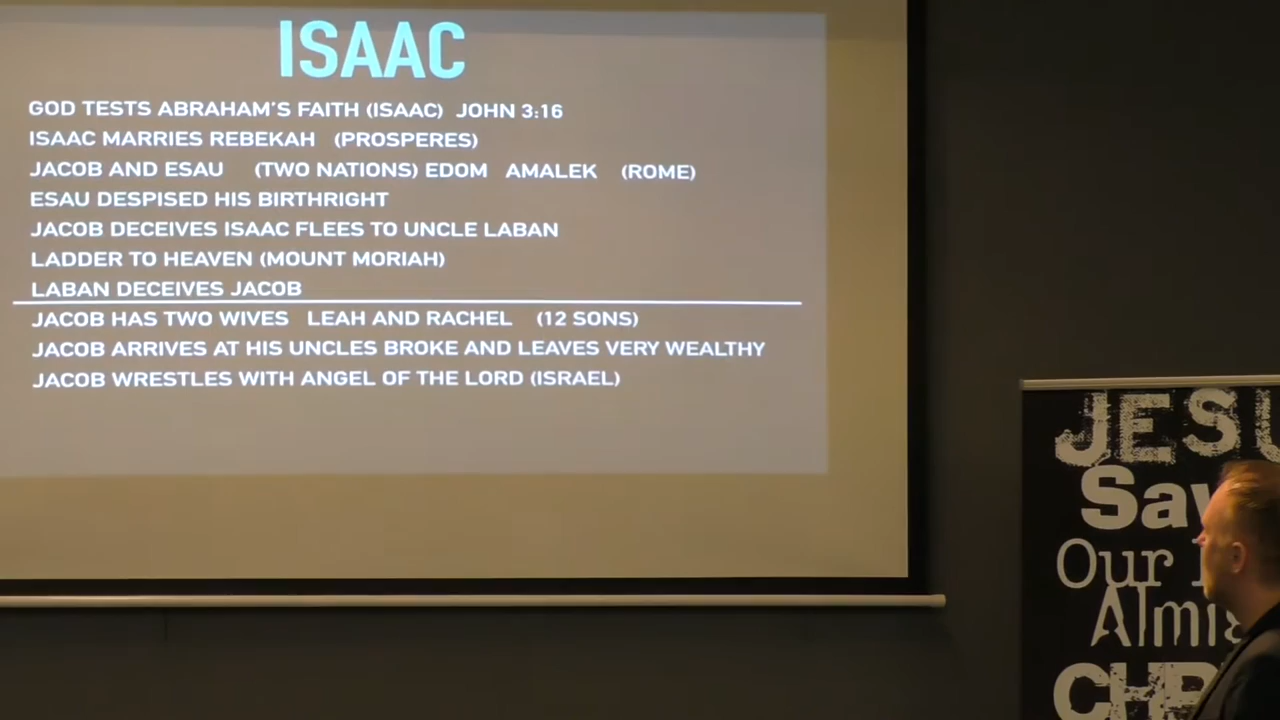 ISAAC
GOD TESTS ABRAHAM'S FAITH (ISAAC) JOHN 3:16
ISAAC MARRIES REBEKAH (PROSPERES)
JACOB AND ESAU (TWO NATIONS) EDOM AMALEK (ROME)
ESAU DESPISED HIS BIRTHRIGHT
JACOB DECEIVES ISAAC FLEES TO UNCLE LABAN
LADDER TO HEAVEN (MOUNT MORIAH)
LABAN DECEIVES JACOB
JACOB HAS TWO WIVES LEAH AND RACHEL (12 SONS)
JACOB ARRIVES AT HIS UNCLES BROKE AND LEAVES VERY WEALTHY
JACOB WRESTLES WITH ANGEL OF THE LORD (ISRAEL)
JESU
Sav
Our
Almi
CHR